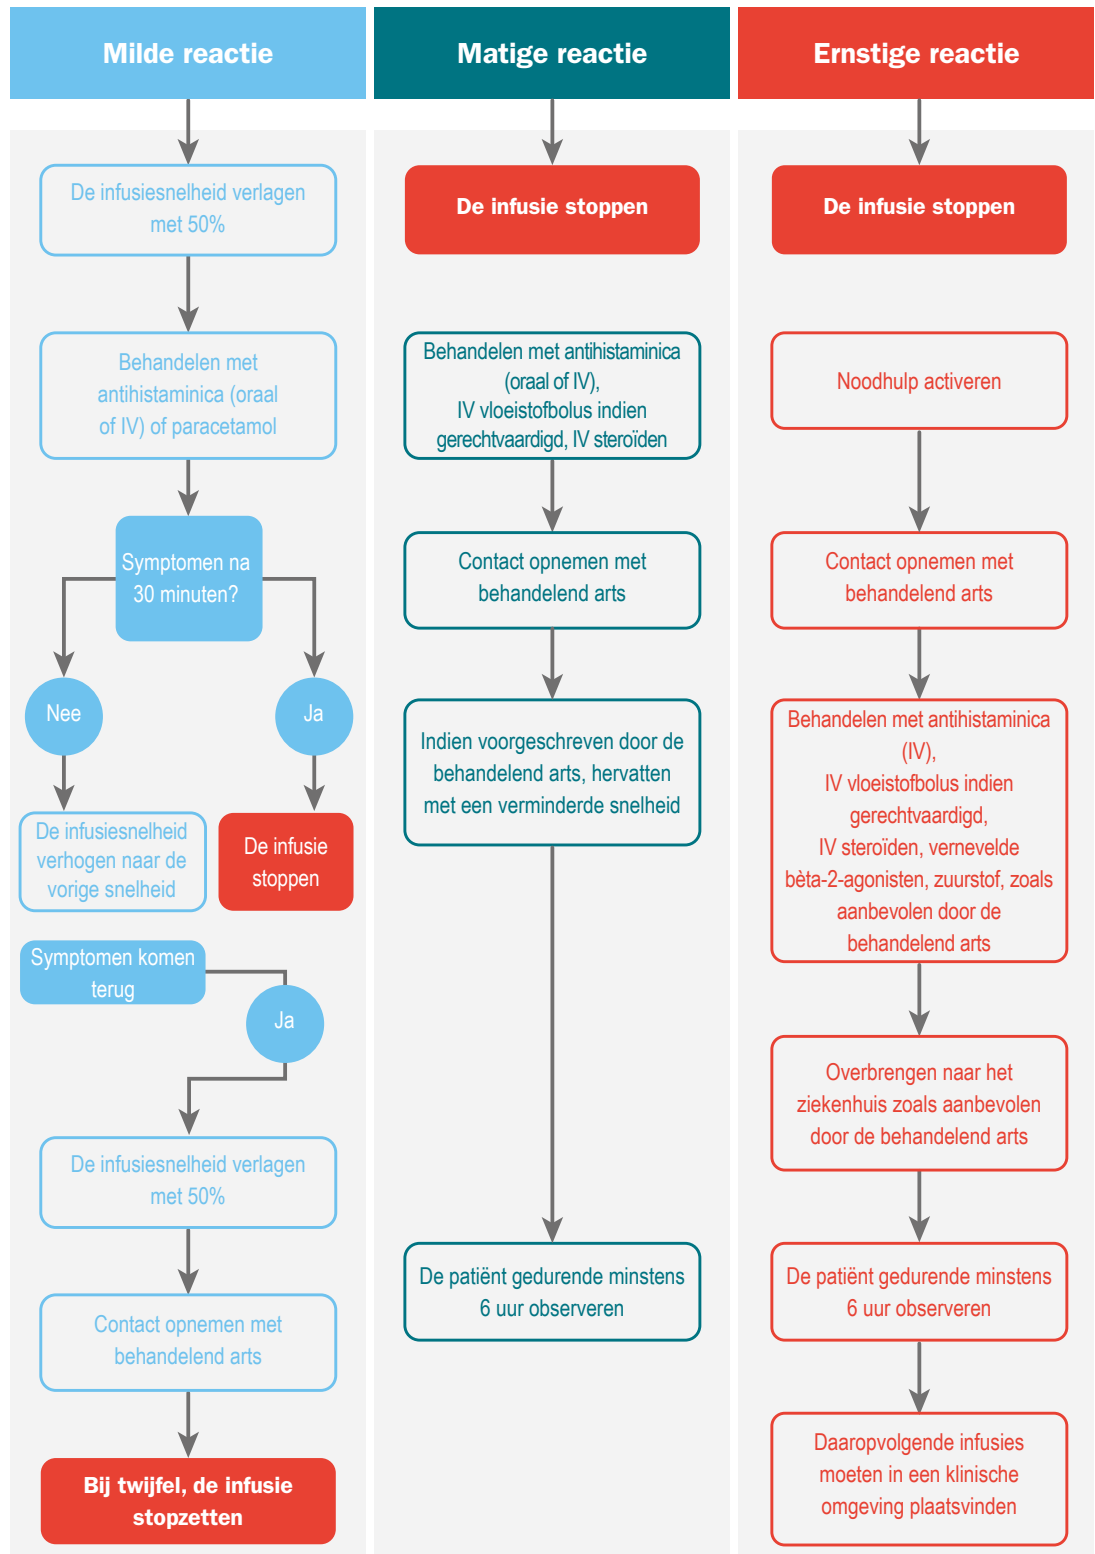 Milde reactie
De infusiesnelheid verlagen
met 50%
Behandelen met
antihistaminica (oraal
of IV) of paracetamol
Symptomen na
30 minuten?
Nee
Ja
De infusiesnelheid
verhogen naar de
vorige snelheid
De infusie
stoppen
Symptomen komen
terug
Ja
De infusiesnelheid verlagen
met 50%
Contact opnemen met
behandelend arts
Bij twijfel, de infusie
stopzetten
Matige reactie
De infusie stoppen
Behandelen met antihistaminica
(oraal of IV),
IV vloeistofbolus indien
gerechtvaardigd, IV steroïden
Contact opnemen met
behandelend arts
Indien voorgeschreven door de
behandelend arts, hervatten
met een verminderde snelheid
De patiënt gedurende minstens
6 uur observeren
Ernstige reactie
De infusie stoppen
Noodhulp activeren
Contact opnemen met
behandelend arts
Behandelen met antihistaminica
(IV),
IV vloeistofbolus indien
gerechtvaardigd,
IV steroïden, vernevelde
bèta-2-agonisten, zuurstof, zoals
aanbevolen door de
behandelend arts
Overbrengen naar het
ziekenhuis zoals aanbevolen
door de behandelend arts
De patiënt gedurende minstens
6 uur observeren
Daaropvolgende infusies
moeten in een klinische
omgeving plaatsvinden